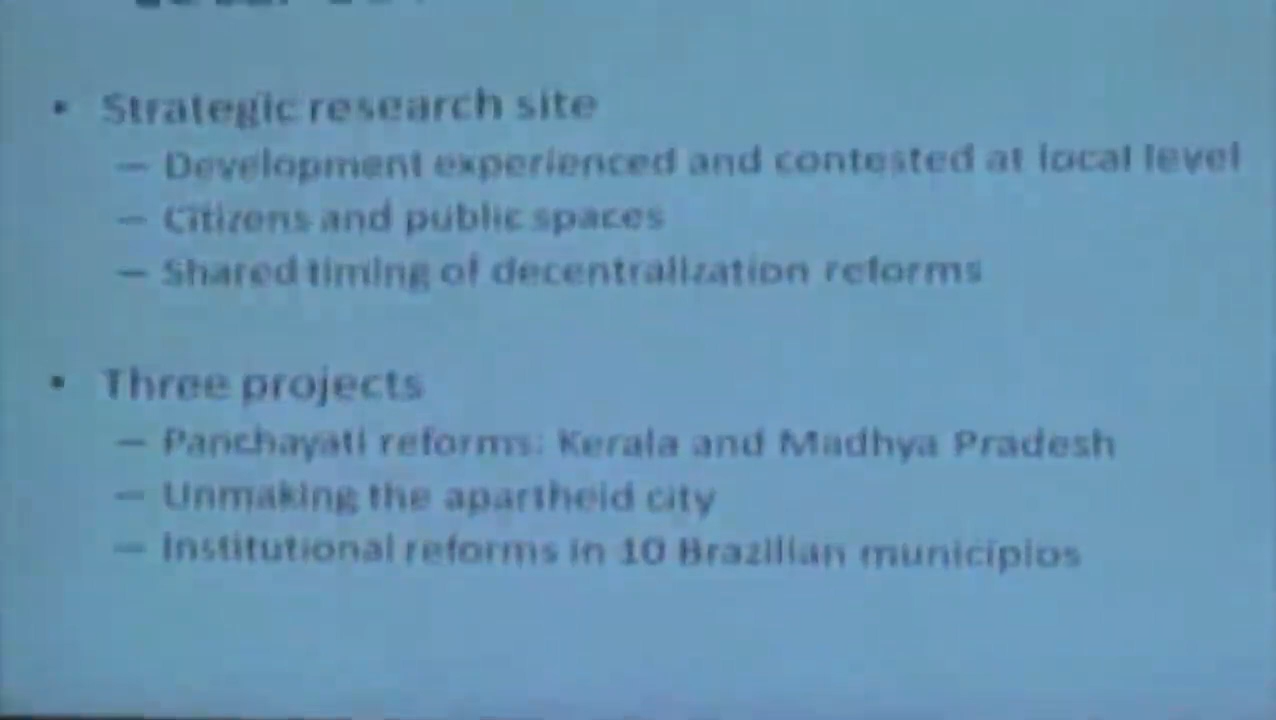 • Strategic research site
– Development experienced and contested at local level
– Citizens and public spaces
– Shared timing of decentralization reforms
• Three projects
– Panchayati reforms: Kerala and Madhya Pradesh
– Unmaking the apartheid city
– Institutional reforms in 10 Brazilian municipios